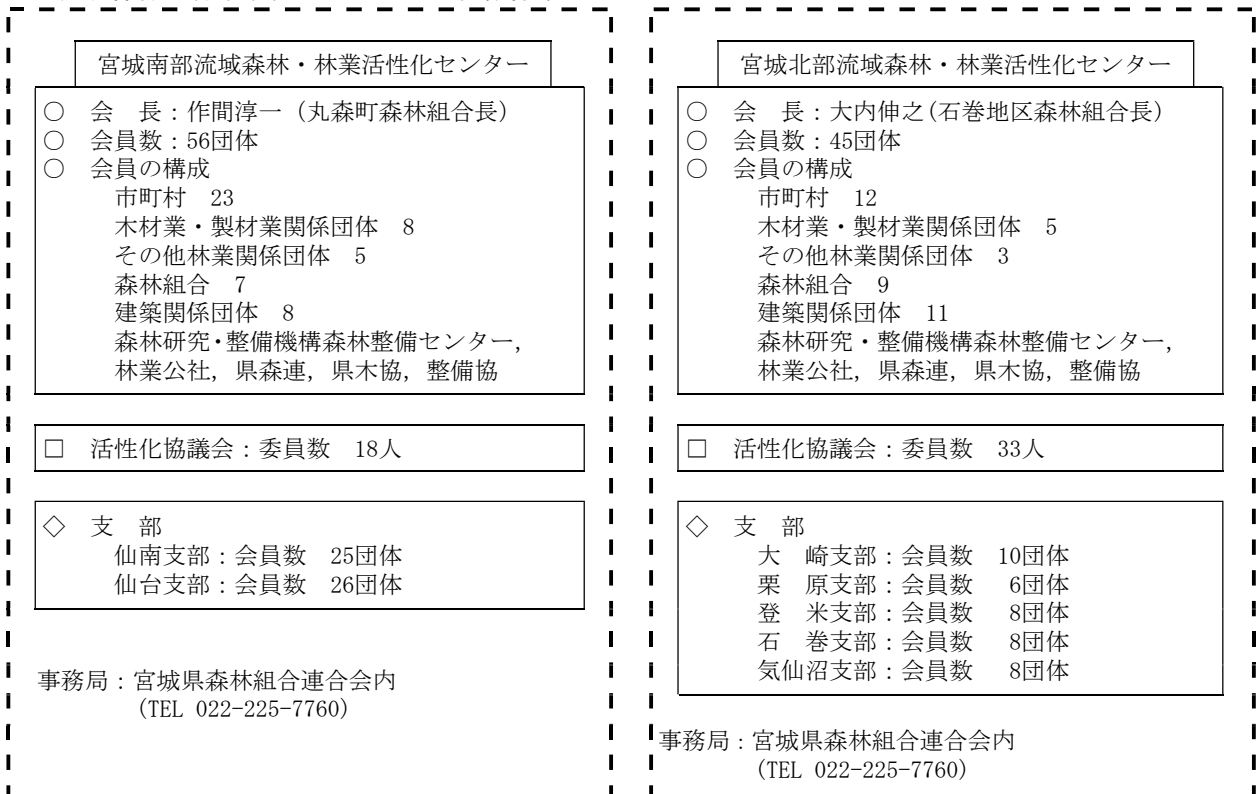 宮城南部流域森林・林業活性化センター
○　会　長：作間淳一（丸森町森林組合長）
○　会員数：56団体
○　会員の構成
市町村　23
木材業・製材業関係団体　8
その他林業関係団体　5
森林組合　7
建築関係団体　8
森林研究・整備機構森林整備センター，
林業公社，県森連，県木協，整備協
□　活性化協議会：委員数　18人
◇　支　部
仙南支部：会員数　25団体
仙台支部：会員数　26団体
事務局：宮城県森林組合連合会内
(TEL 022-225-7760)
宮城北部流域森林・林業活性化センター
○　会　長：大内伸之(石巻地区森林組合長)
○　会員数：45団体
○　会員の構成
市町村　12
木材業・製材業関係団体　5
その他林業関係団体　3
森林組合　9
建築関係団体　11
森林研究・整備機構森林整備センター，
林業公社，県森連，県木協，整備協
□　活性化協議会：委員数　33人
◇　支　部
大　崎支部：会員数　10団体
栗　原支部：会員数　6団体
登　米支部：会員数　8団体
石　巻支部：会員数　8団体
気仙沼支部：会員数　8団体
事務局：宮城県森林組合連合会内
(TEL 022-225-7760)